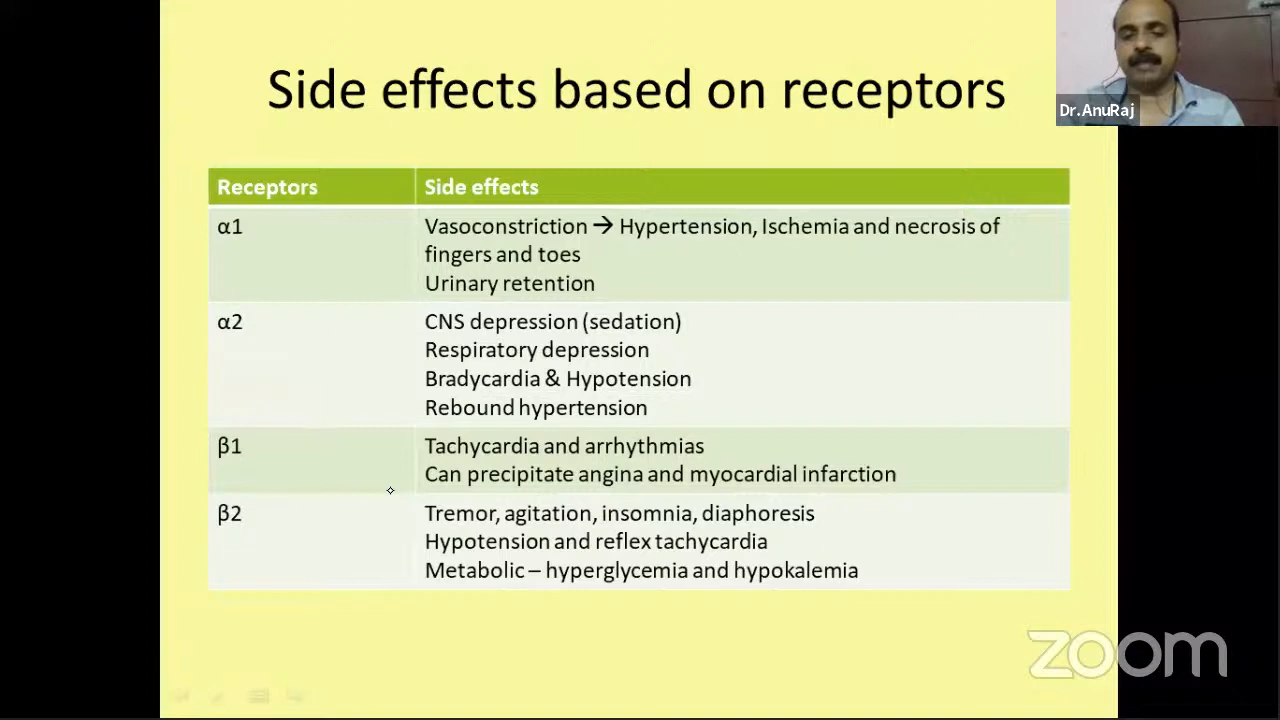 Side effects based on receptors
Dr.AnuRaj
Receptors Side effects
α1 Vasoconstriction → Hypertension, Ischemia and necrosis of
fingers and toes
Urinary retention
α2 CNS depression (sedation)
Respiratory depression
Bradycardia & Hypotension
Rebound hypertension
β1 Tachycardia and arrhythmias
Can precipitate angina and myocardial infarction
β2 Tremor, agitation, insomnia, diaphoresis
Hypotension and reflex tachycardia
Metabolic – hyperglycemia and hypokalemia
zoom